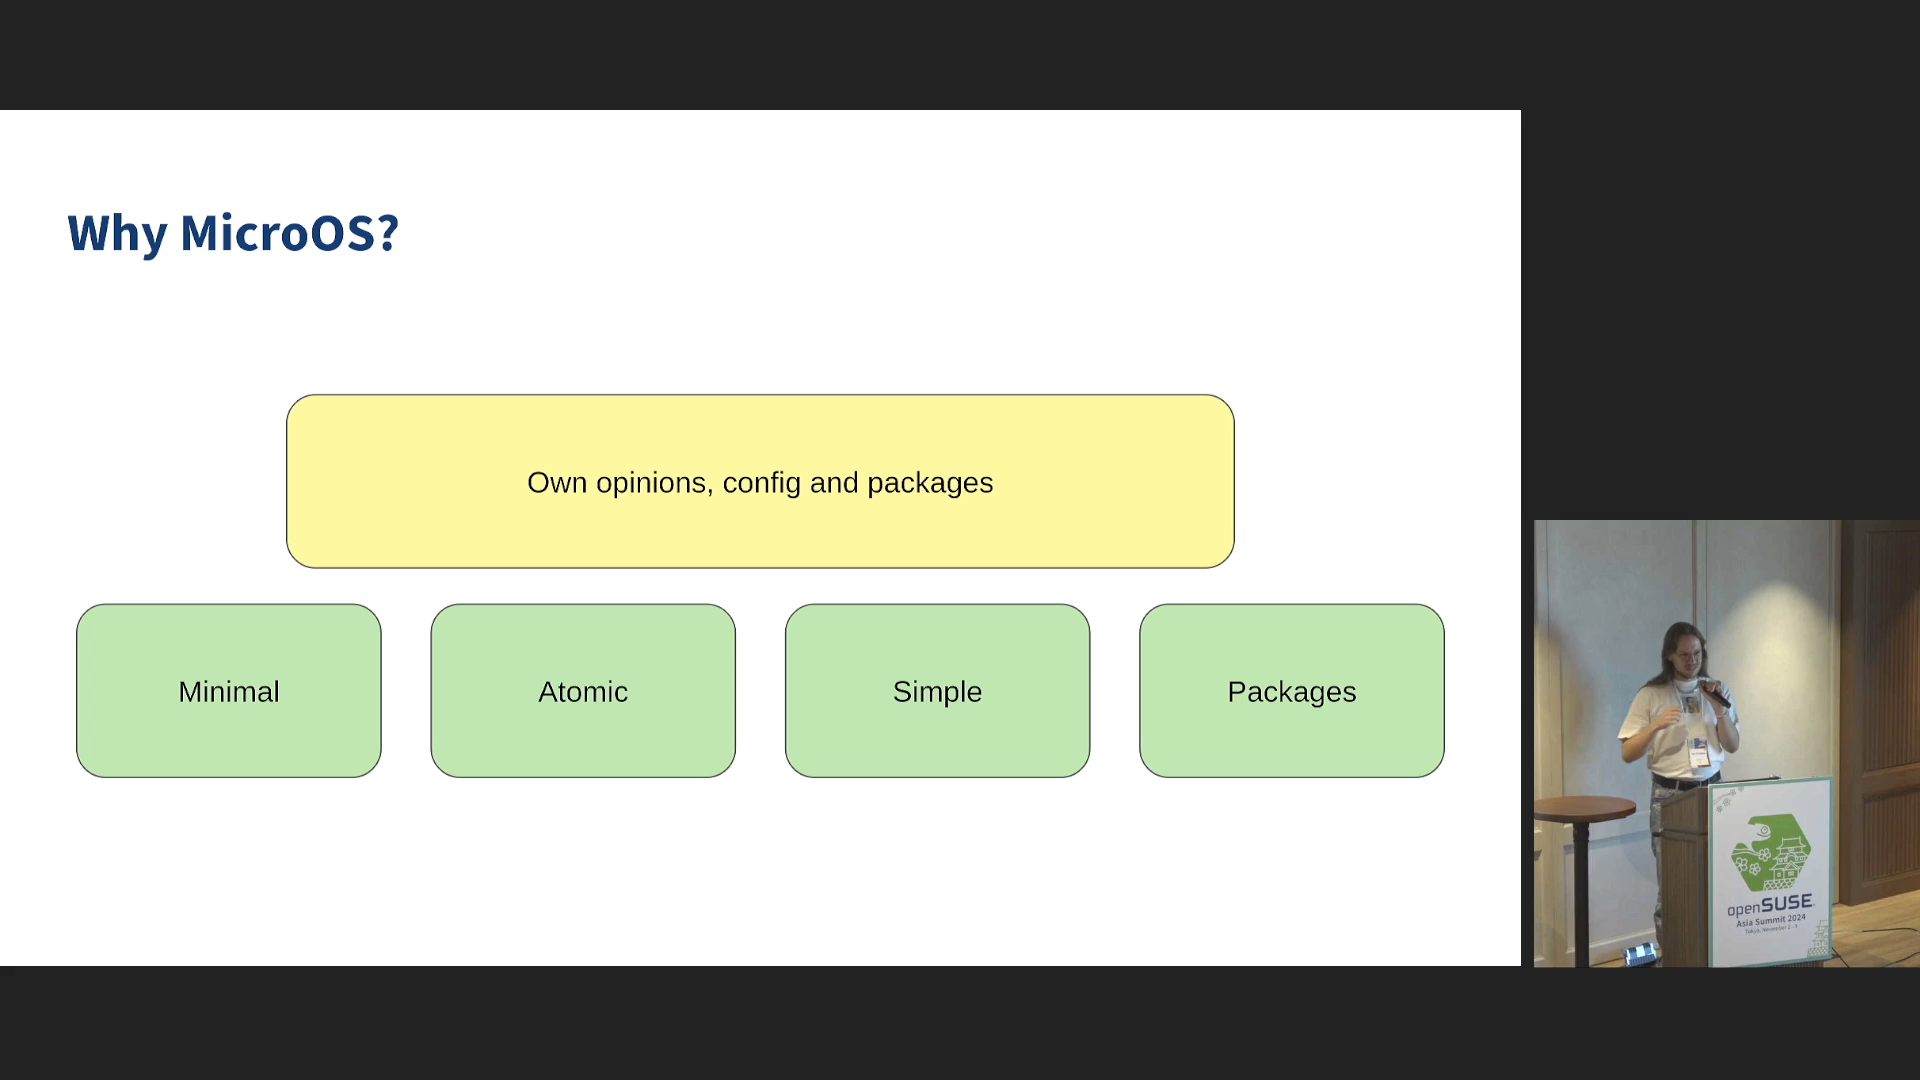 Why MicroOS?
Own opinions, config and packages
Minimal
Atomic
Simple
Packages
openSUSE
Asia Summit 2024